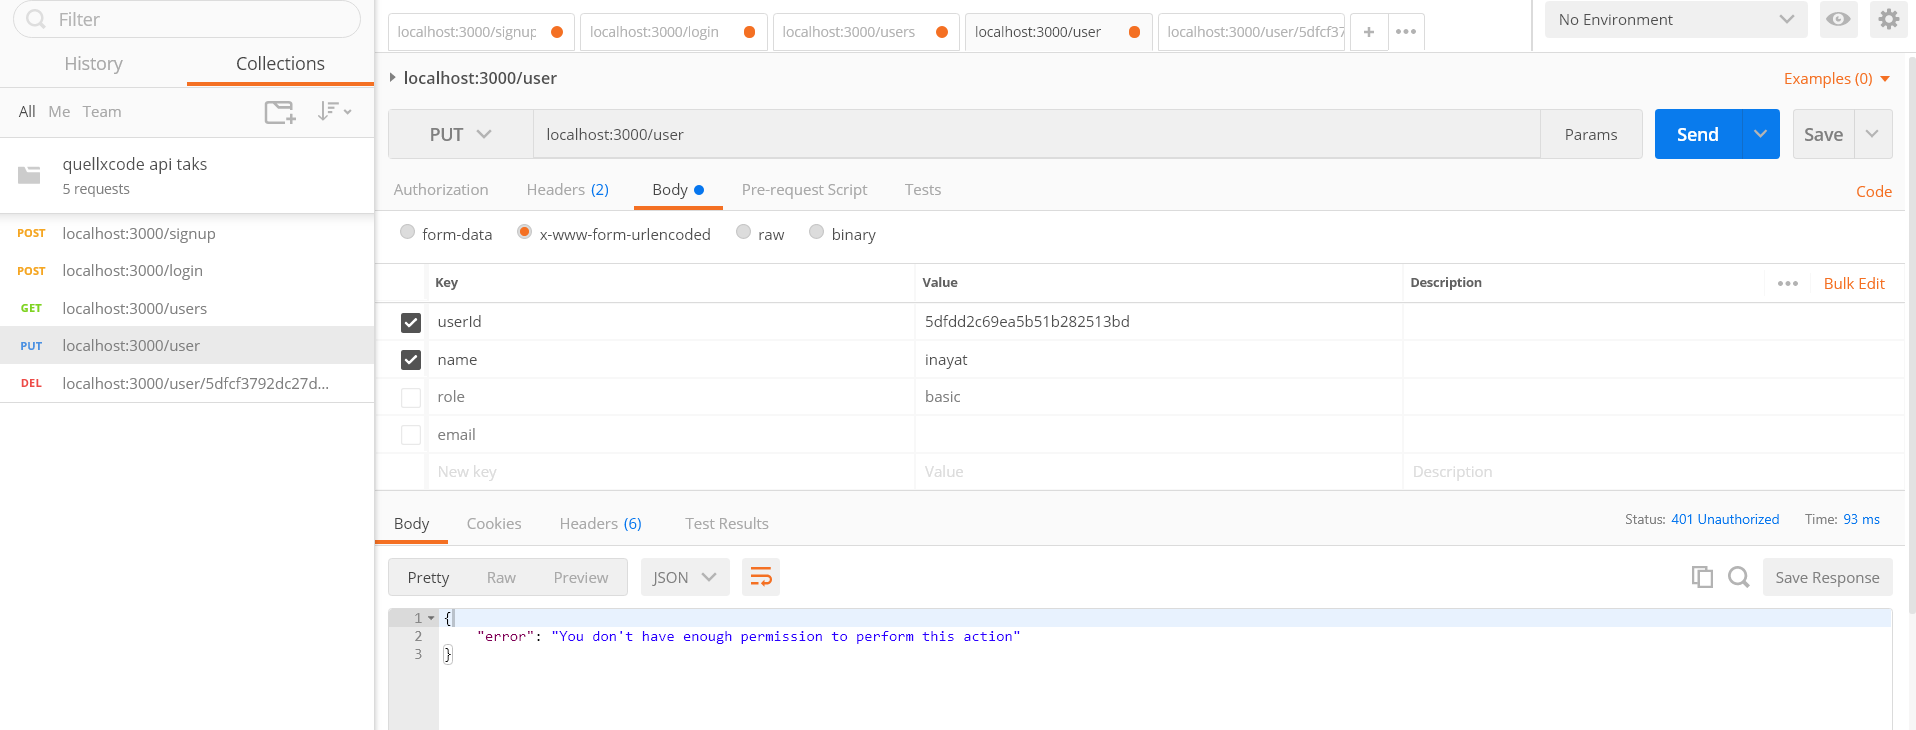 Filter
History Collections
All Me Team
quellxcode api taks
5 requests
POST localhost:3000/signup
POST localhost:3000/login
GET localhost:3000/users
PUT localhost:3000/user
DEL localhost:3000/user/5dfcf3792dc27d...
localhost:3000/signup localhost:3000/login localhost:3000/users localhost:3000/user localhost:3000/user/5dfcf37 + •••
No Environment
localhost:3000/user
Examples (0)
PUT localhost:3000/user Params Send Save
Authorization Headers (2) Body Pre-request Script Tests Code
form-data x-www-form-urlencoded raw binary
Key Value Description ••• Bulk Edit
userId 5dfdd2c69ea5b51b282513bd
name inayat
role basic
email
New key Value Description
Body Cookies Headers (6) Test Results Status: 401 Unauthorized Time: 93 ms
Pretty Raw Preview JSON Save Response
1 {
2 "error": "You don't have enough permission to perform this action"
3 }